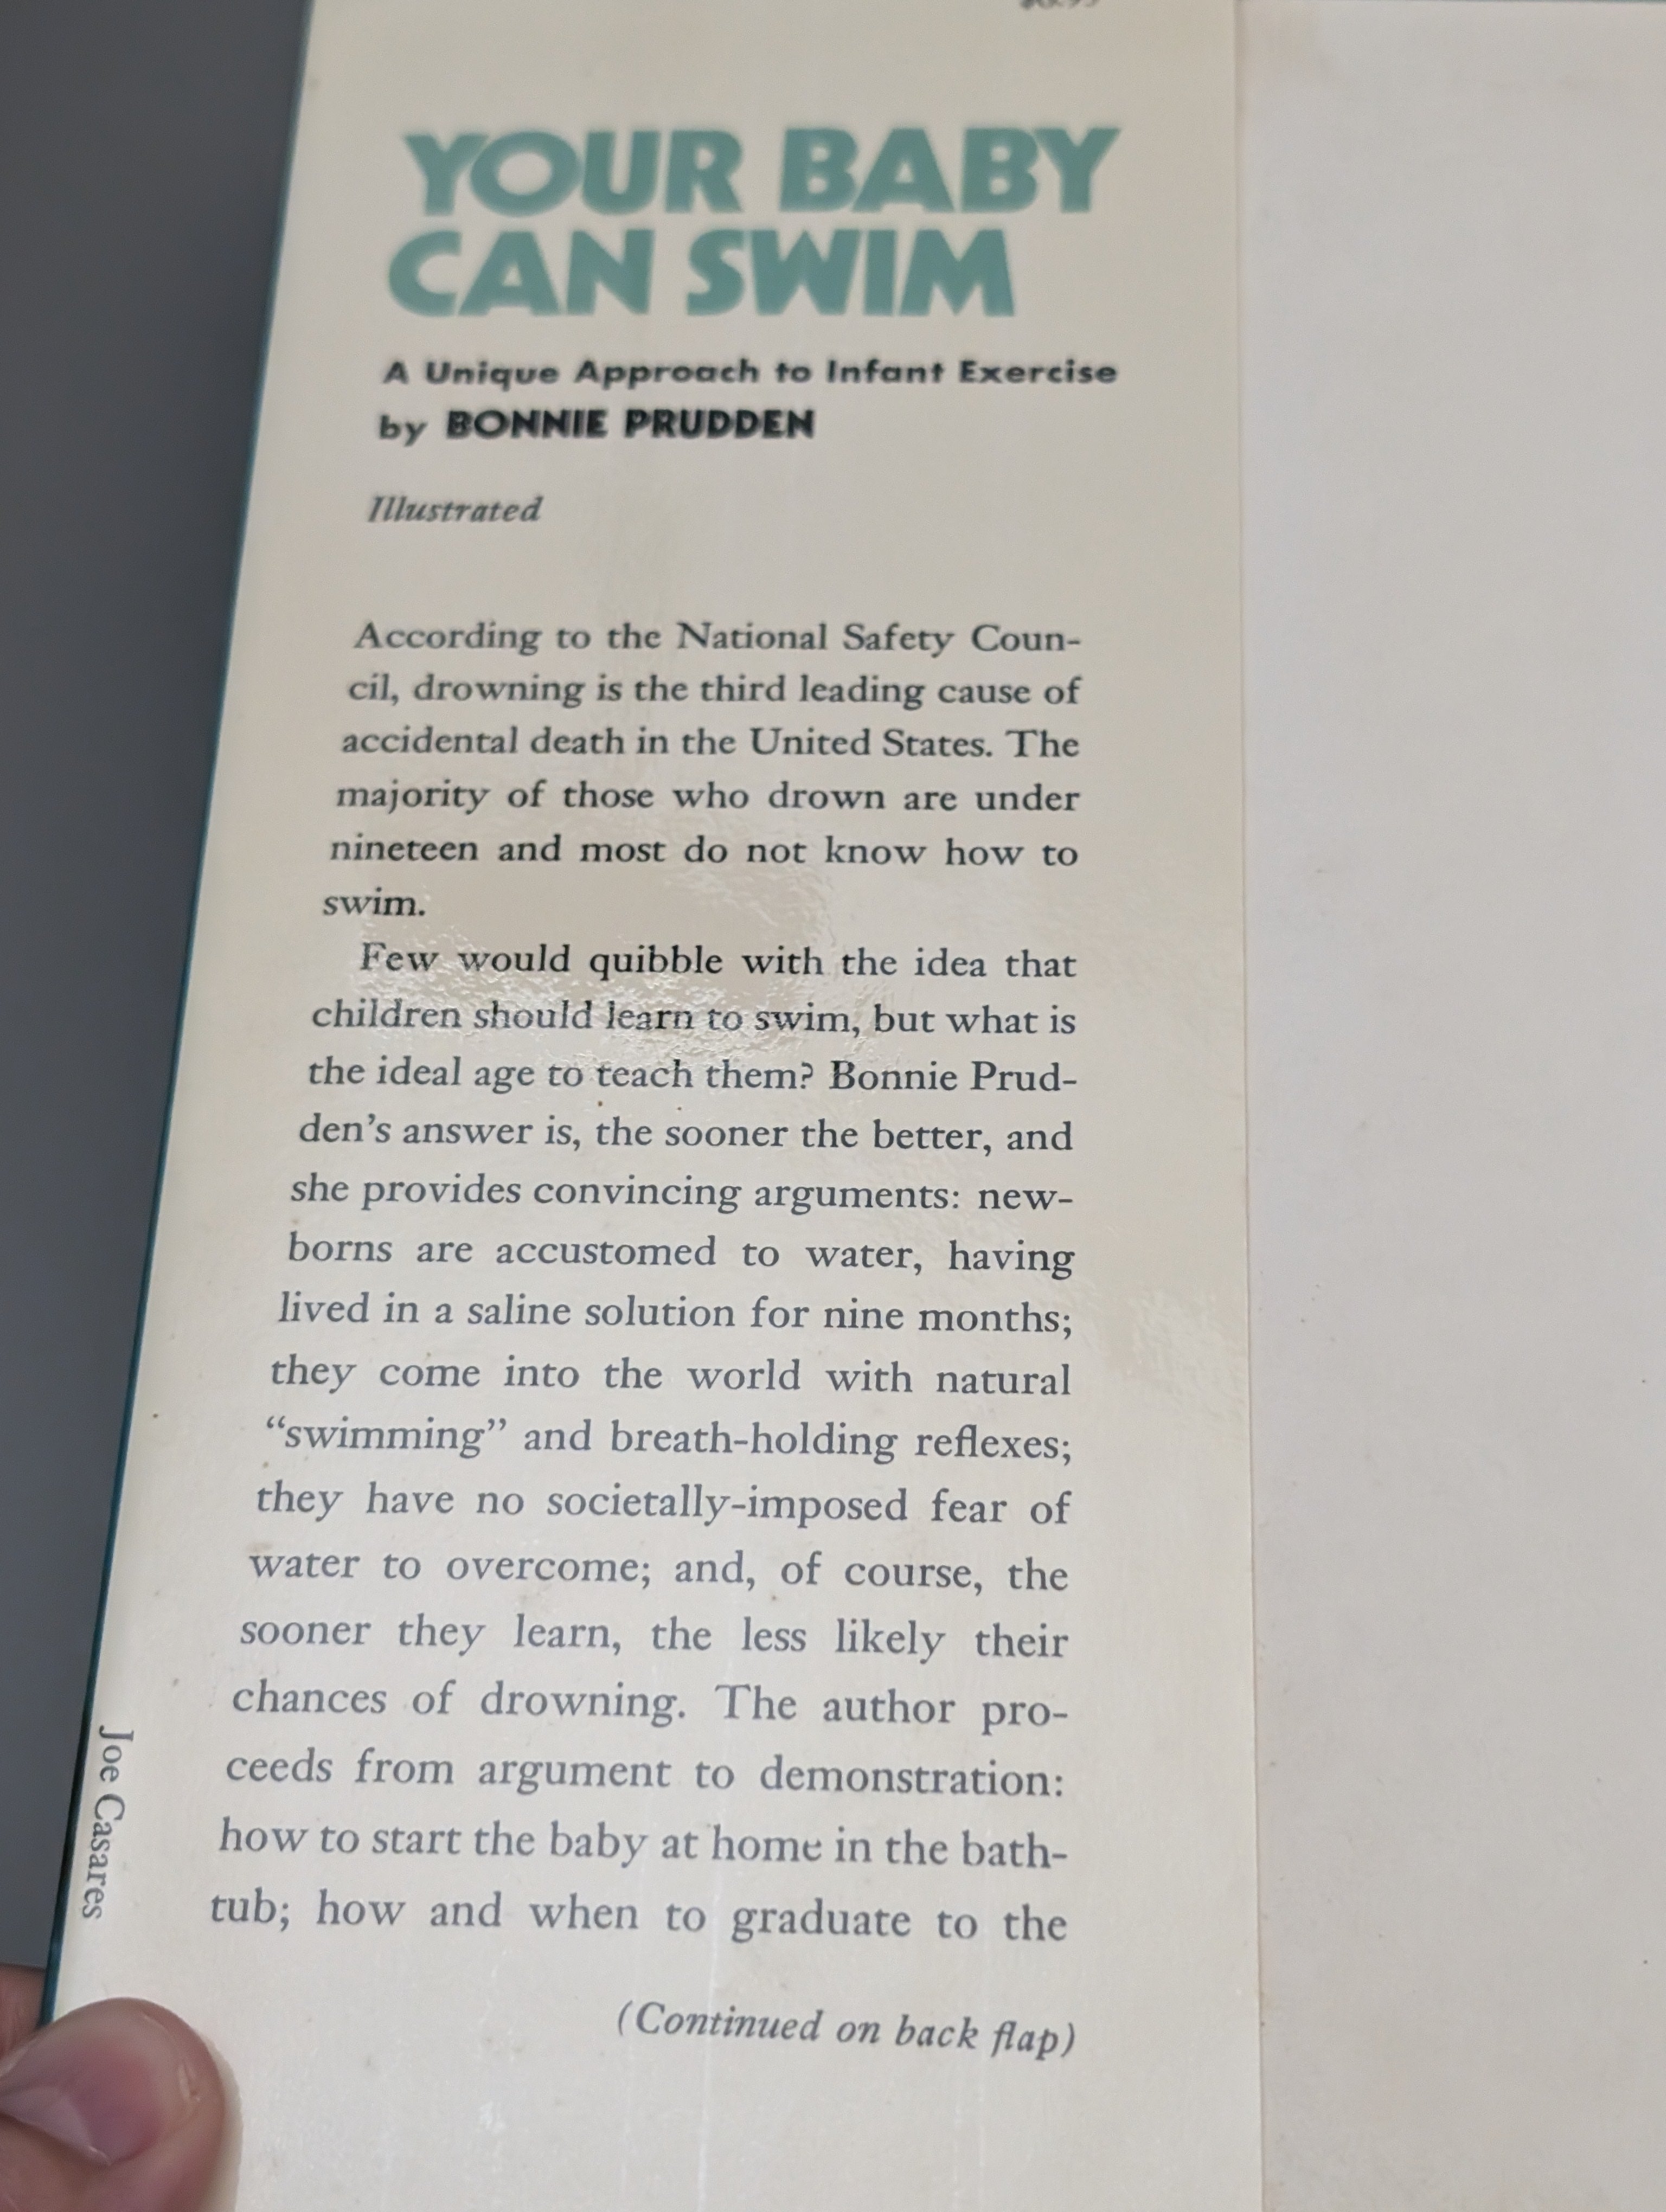 YOUR BABY
CAN SWIM
A Unique Approach to Infant Exercise
by BONNIE PRUDDEN
Illustrated
According to the National Safety Coun-
cil, drowning is the third leading cause of
accidental death in the United States. The
majority of those who drown are under
nineteen and most do not know how to
swim.
Few would quibble with the idea that
children should learn to swim, but what is
the ideal age to teach them? Bonnie Prud-
den’s answer is, the sooner the better, and
she provides convincing arguments: new-
borns are accustomed to water, having
lived in a saline solution for nine months;
they come into the world with natural
“swimming” and breath-holding reflexes;
they have no societally-imposed fear of
water to overcome; and, of course, the
sooner they learn, the less likely their
chances of drowning. The author pro-
ceeds from argument to demonstration:
how to start the baby at home in the bath-
tub; how and when to graduate to the
(Continued on back flap)
Joe Casares